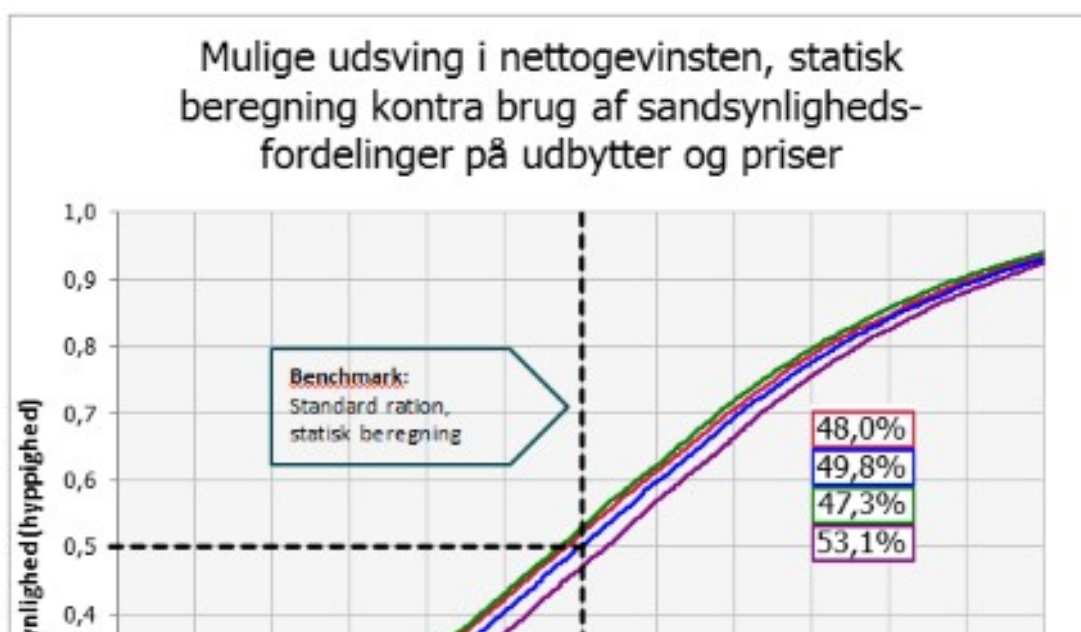 Mulige udsving i nettogevinsten, statisk
beregning kontra brug af sandsynligheds-
fordelinger på udbytter og priser
1,0
0,9
0,8
0,7
0,6
0,5
0,4
ynlighed (hyppighed)
Benchmark:
Standard ration,
statisk beregning
48,0%
49,8%
47,3%
53,1%